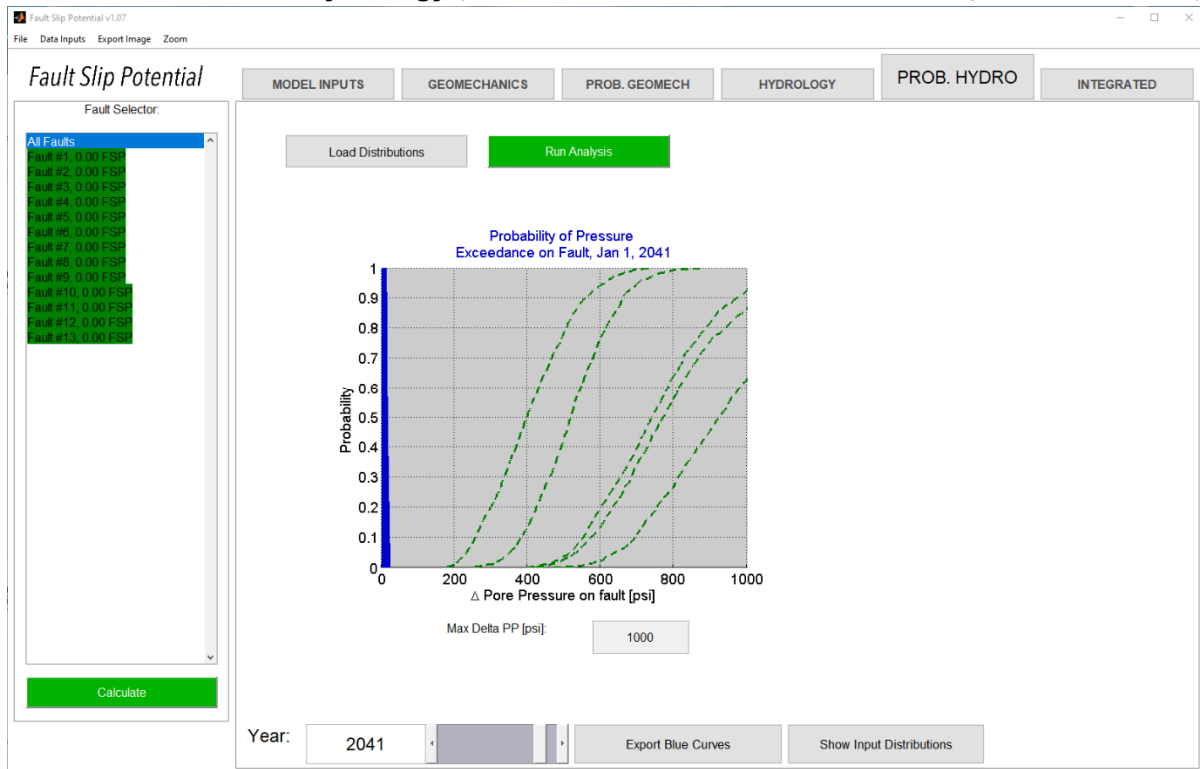 Fault Slip Potential v1.07
File Data Inputs Export Image Zoom
Fault Slip Potential
MODEL INPUTS GEOMECHANICS PROB. GEOMECH HYDROLOGY PROB. HYDRO INTEGRATED
Fault Selector:
All Faults
Fault #1, 0.00 FSP
Fault #2, 0.00 FSP
Fault #3, 0.00 FSP
Fault #4, 0.00 FSP
Fault #5, 0.00 FSP
Fault #6, 0.00 FSP
Fault #7, 0.00 FSP
Fault #8, 0.00 FSP
Fault #9, 0.00 FSP
Fault #10, 0.00 FSP
Fault #11, 0.00 FSP
Fault #12, 0.00 FSP
Fault #13, 0.00 FSP
Calculate
Load Distributions Run Analysis
Probability of Pressure
Exceedance on Fault, Jan 1, 2041
1
0.9
0.8
0.7
0.6
0.5
0.4
0.3
0.2
0.1
0
Probability
0 200 400 600 800 1000
Δ Pore Pressure on fault [psi]
Max Delta PP [psi]: 1000
Year: 2041 Export Blue Curves Show Input Distributions